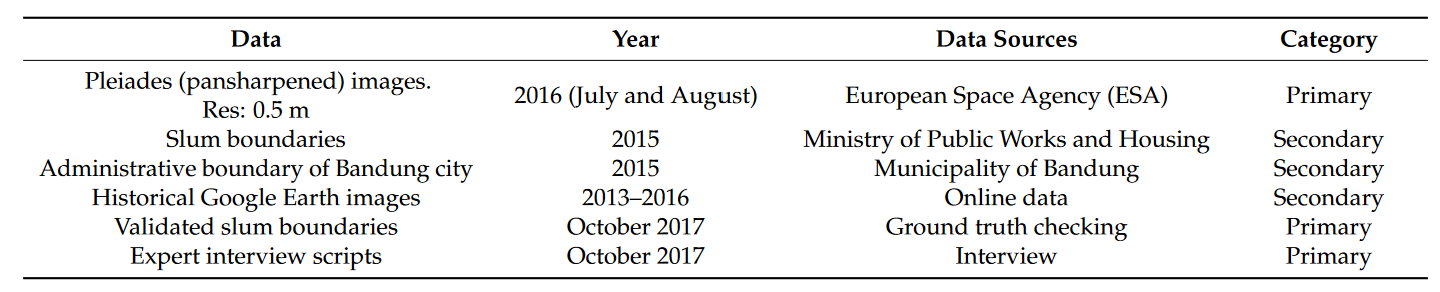 Data Year Data Sources Category
Pleiades (pansharpened) images.
Res: 0.5 m 2016 (July and August) European Space Agency (ESA) Primary
Slum boundaries 2015 Ministry of Public Works and Housing Secondary
Administrative boundary of Bandung city 2015 Municipality of Bandung Secondary
Historical Google Earth images 2013–2016 Online data Secondary
Validated slum boundaries October 2017 Ground truth checking Primary
Expert interview scripts October 2017 Interview Primary